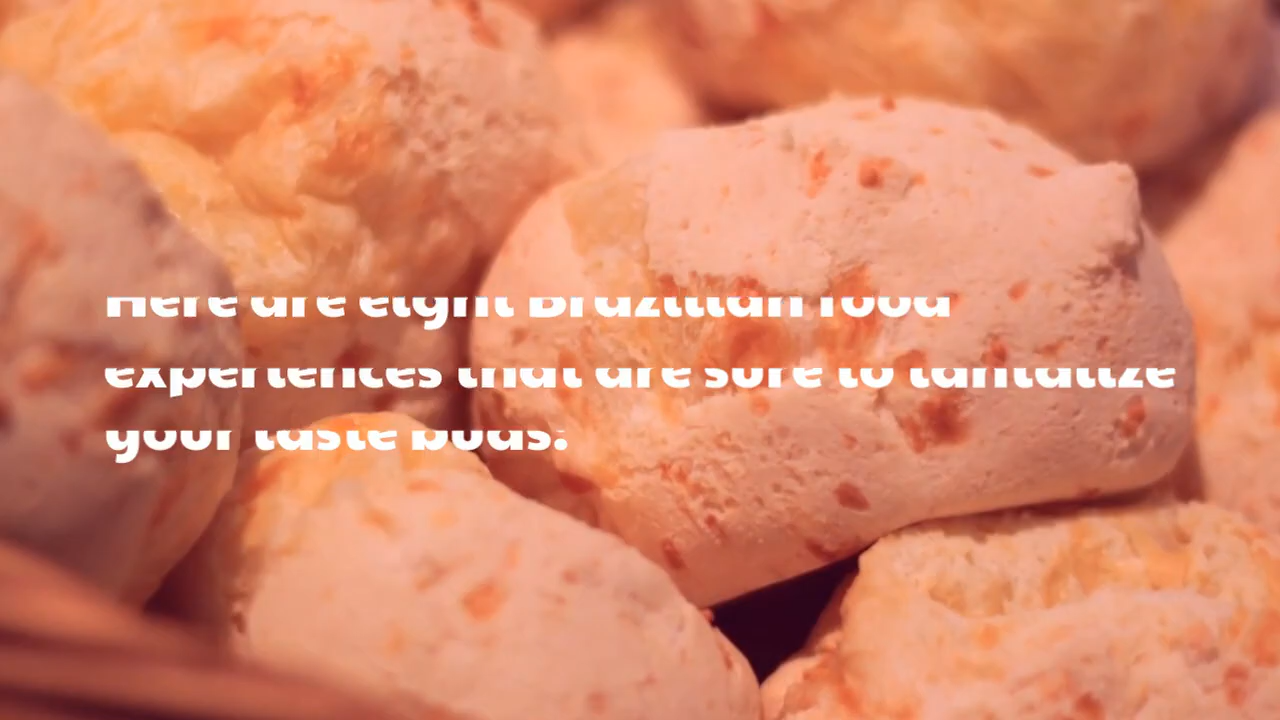 Here are eight Brazilian food
experiences that are sure to tantalize
your taste buds: